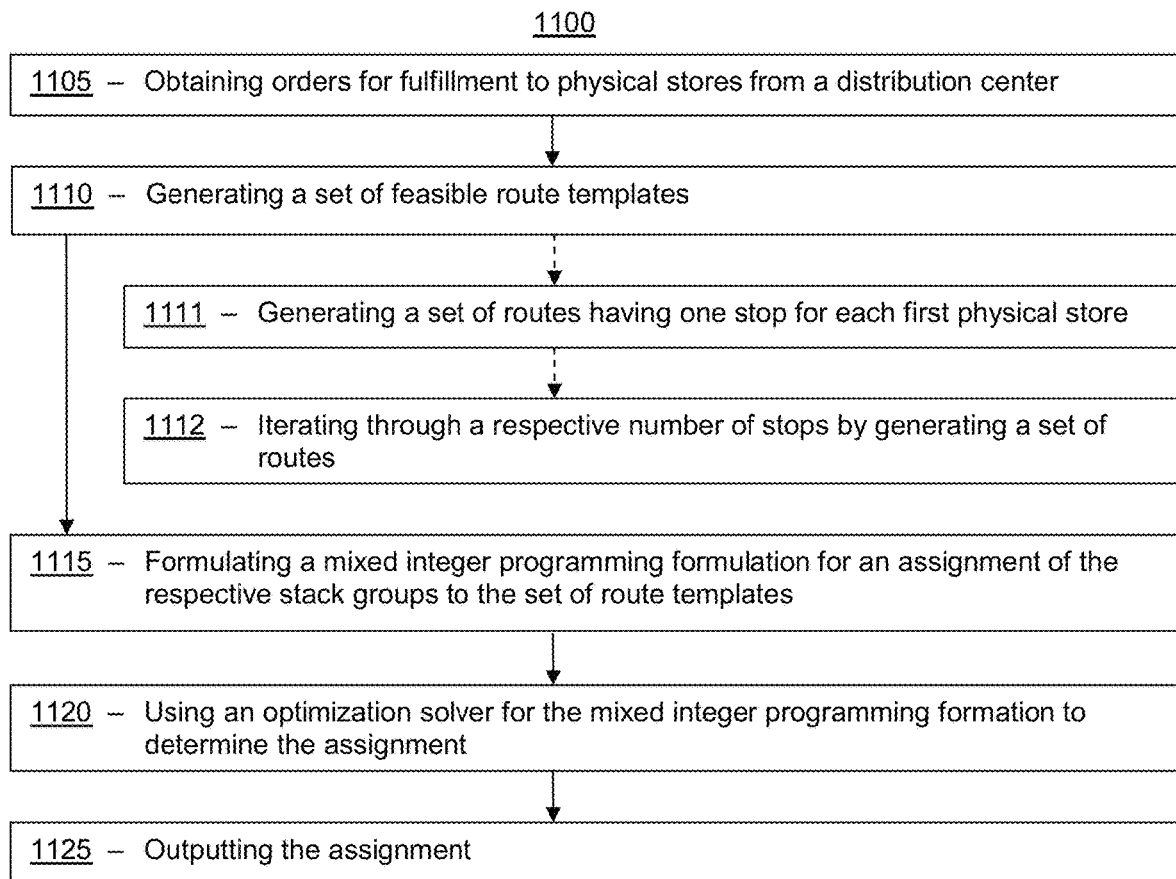 1100
1105 – Obtaining orders for fulfillment to physical stores from a distribution center
1110 – Generating a set of feasible route templates
1111 – Generating a set of routes having one stop for each first physical store
1112 – Iterating through a respective number of stops by generating a set of
routes
1115 – Formulating a mixed integer programming formulation for an assignment of the
respective stack groups to the set of route templates
1120 – Using an optimization solver for the mixed integer programming formation to
determine the assignment
1125 – Outputting the assignment